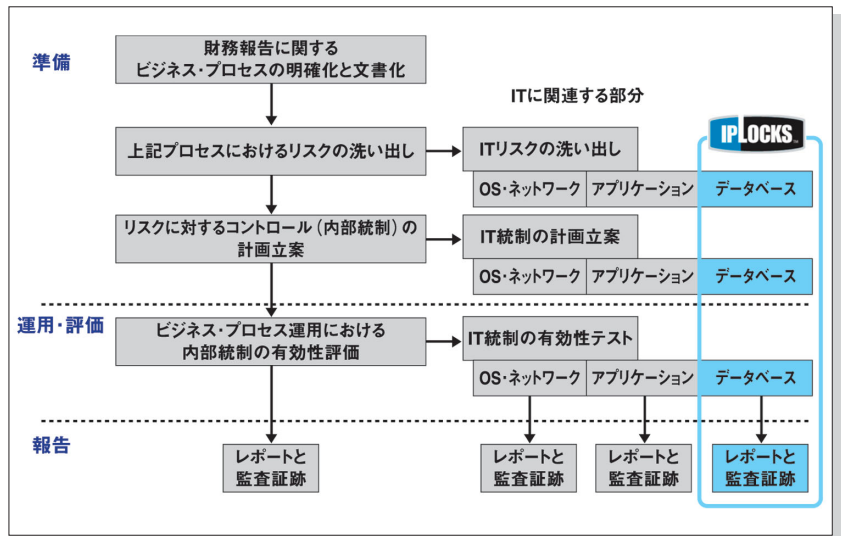 準備
財務報告に関する
ビジネス・プロセスの明確化と文書化
ITに関連する部分
IPLOCKS™
上記プロセスにおけるリスクの洗い出し
ITリスクの洗い出し
OS・ネットワーク
アプリケーション
データベース
リスクに対するコントロール(内部統制)の
計画立案
IT統制の計画立案
OS・ネットワーク
アプリケーション
データベース
運用・評価
ビジネス・プロセス運用における
内部統制の有効性評価
IT統制の有効性テスト
OS・ネットワーク
アプリケーション
データベース
報告
レポートと
監査証跡
レポートと
監査証跡
レポートと
監査証跡
レポートと
監査証跡